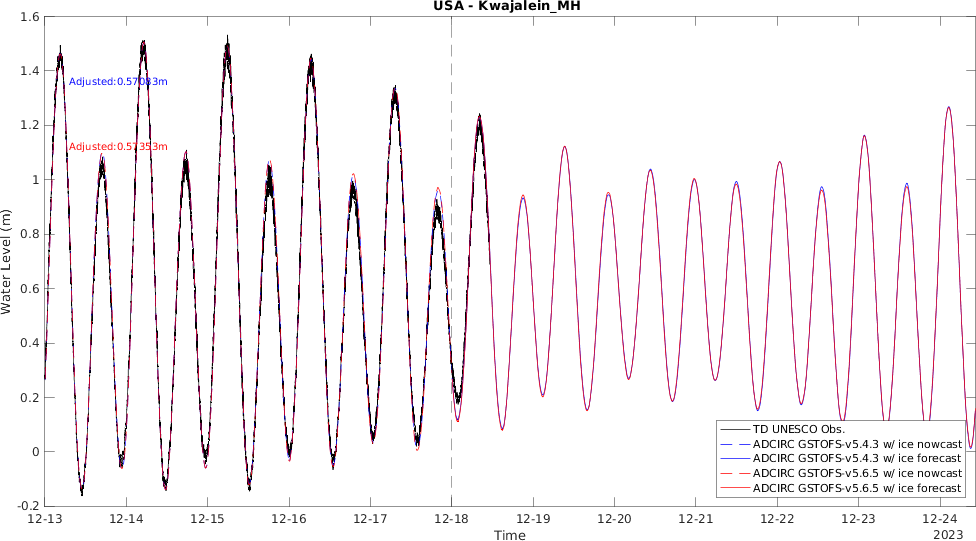 USA - Kwajalein_MH
1.6
1.4
1.2
1
0.8
0.6
0.4
0.2
0
-0.2
Water Level (m)
Adjusted:0.57083m
Adjusted:0.57353m
TD UNESCO Obs.
ADCIRC GSTOFS-v5.4.3 w/ ice nowcast
ADCIRC GSTOFS-v5.4.3 w/ ice forecast
ADCIRC GSTOFS-v5.6.5 w/ ice nowcast
ADCIRC GSTOFS-v5.6.5 w/ ice forecast
12-13 12-14 12-15 12-16 12-17 12-18 12-19 12-20 12-21 12-22 12-23 12-24
Time
2023